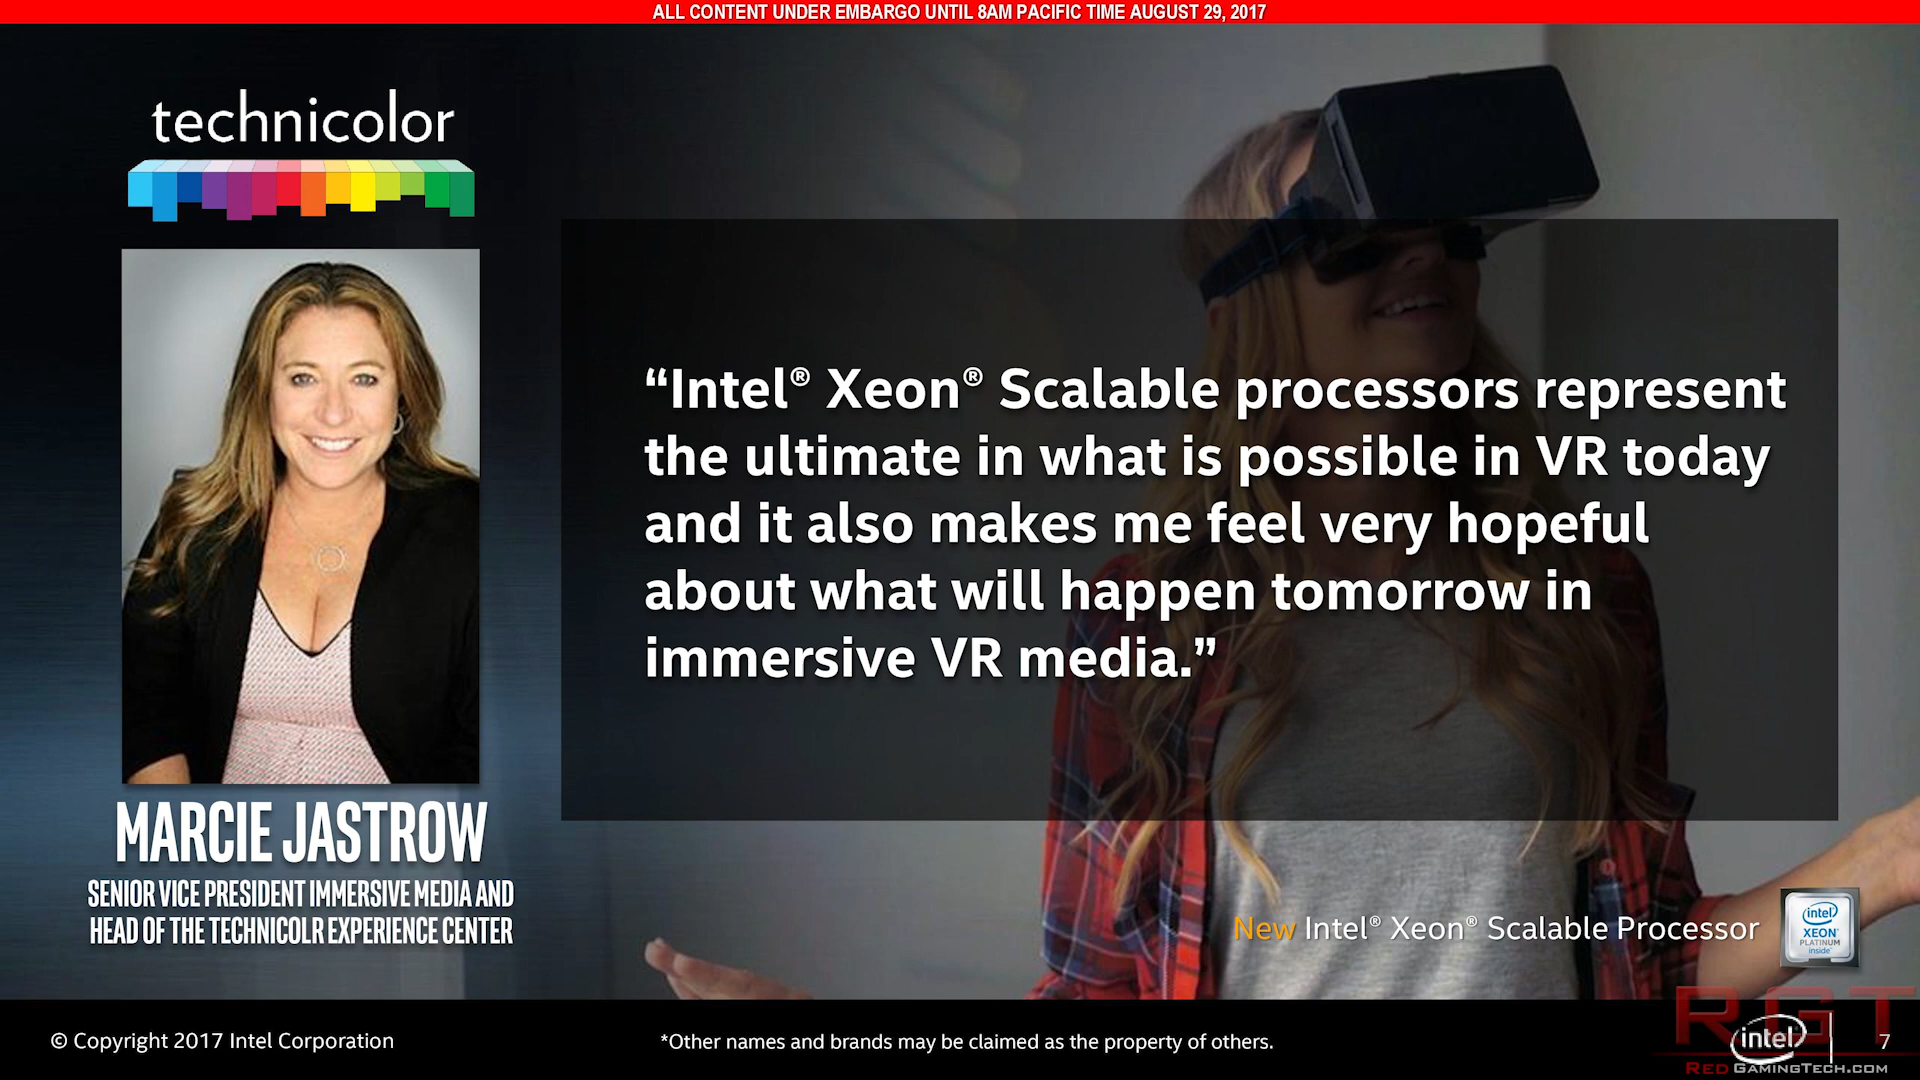 ALL CONTENT UNDER EMBARGO UNTIL 8AM PACIFIC TIME AUGUST 29, 2017
technicolor
MARCIE JASTROW
SENIOR VICE PRESIDENT IMMERSIVE MEDIA AND
HEAD OF THE TECHNICOLR EXPERIENCE CENTER
“Intel® Xeon® Scalable processors represent
the ultimate in what is possible in VR today
and it also makes me feel very hopeful
about what will happen tomorrow in
immersive VR media.”
New Intel® Xeon® Scalable Processor
intel
XEON
PLATINUM
inside
© Copyright 2017 Intel Corporation
*Other names and brands may be claimed as the property of others.
RGT
intel
7
RED GAMINGTECH.COM